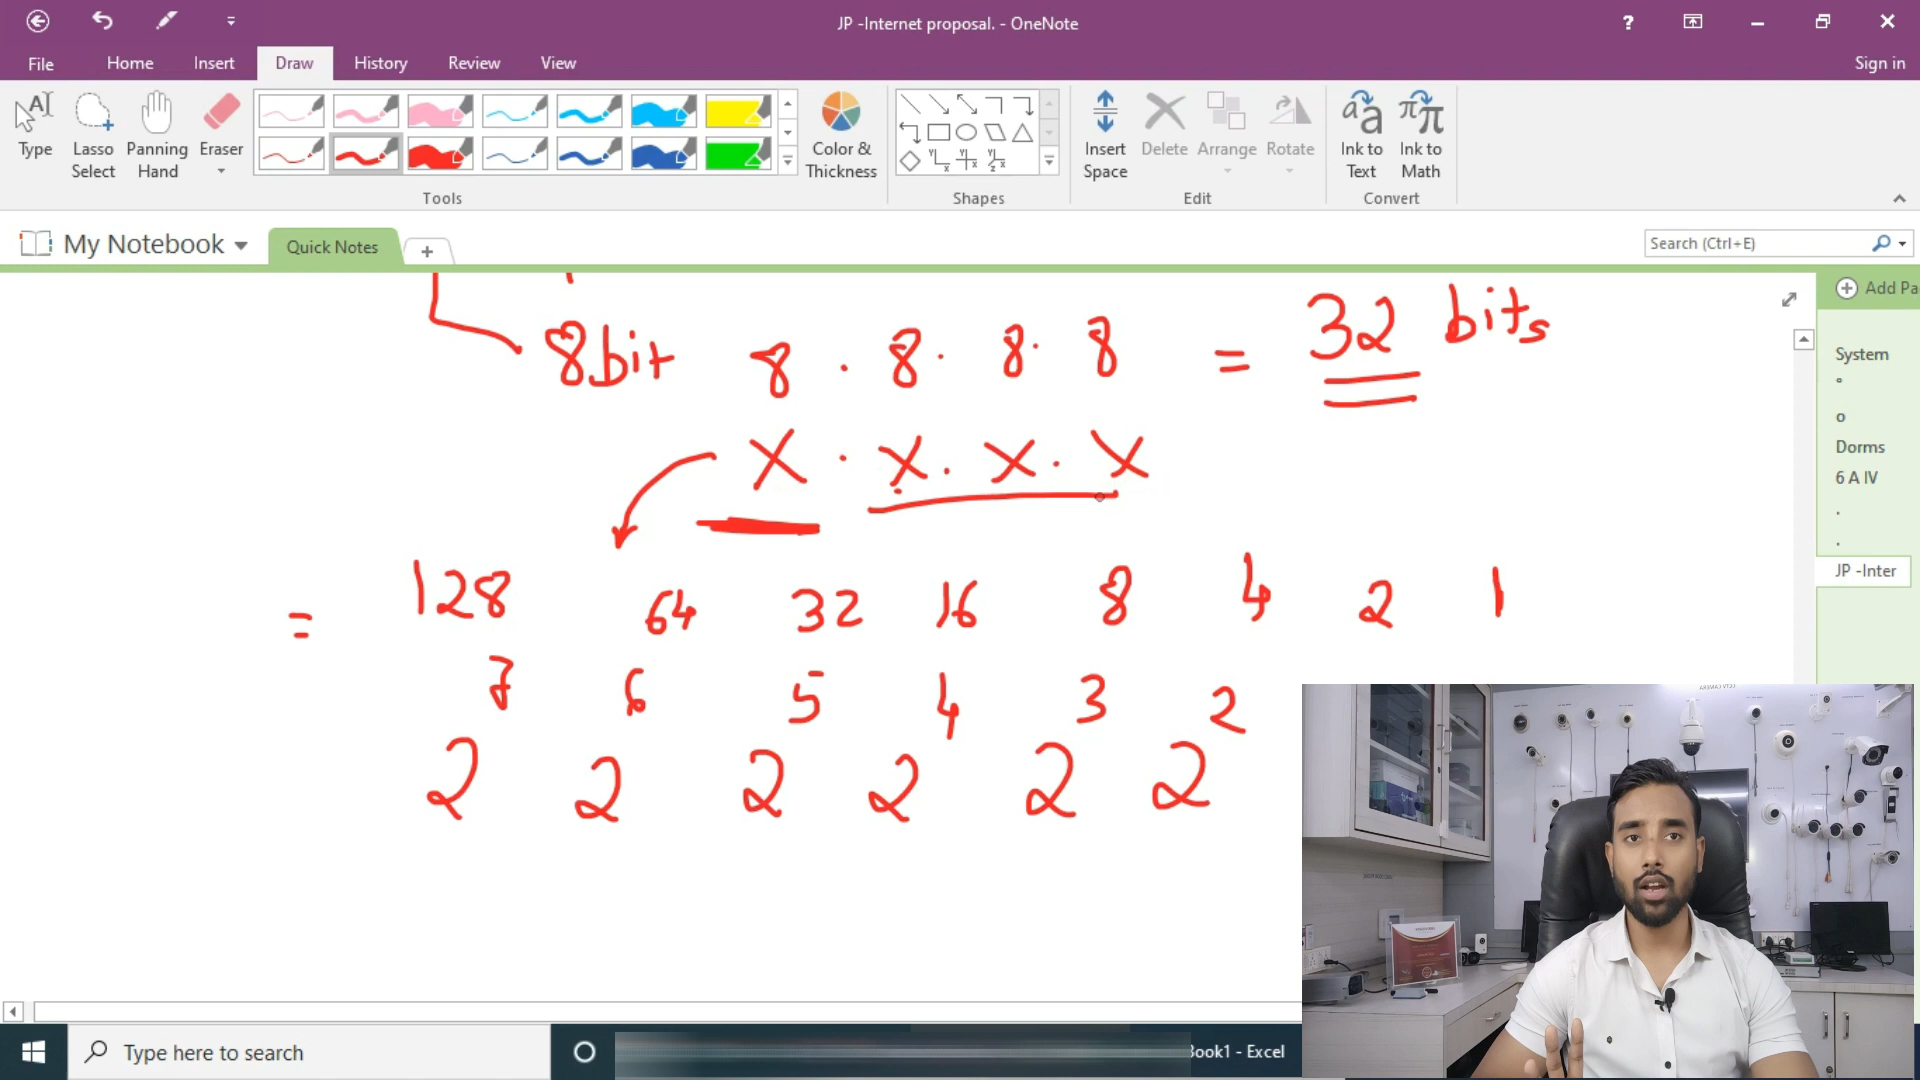 JP -Internet proposal. - OneNote
?
File Home Insert Draw History Review View Sign in
Type
Lasso Select
Panning Hand
Eraser
Color & Thickness
Insert Space
Delete
Arrange
Rotate
Ink to Text
Ink to Math
Tools Shapes Edit Convert
My Notebook Quick Notes + Search (Ctrl+E)
Add Pa
8bit 8 . 8 . 8 . 8 = 32 bits
X . X . X . X
= 128 64 32 16 8 4 2 1
7 6 5 4 3 2
2 2 2 2 2 2
System
o
Dorms
6 A IV
.
.
JP -Inter
Type here to search
Book1 - Excel